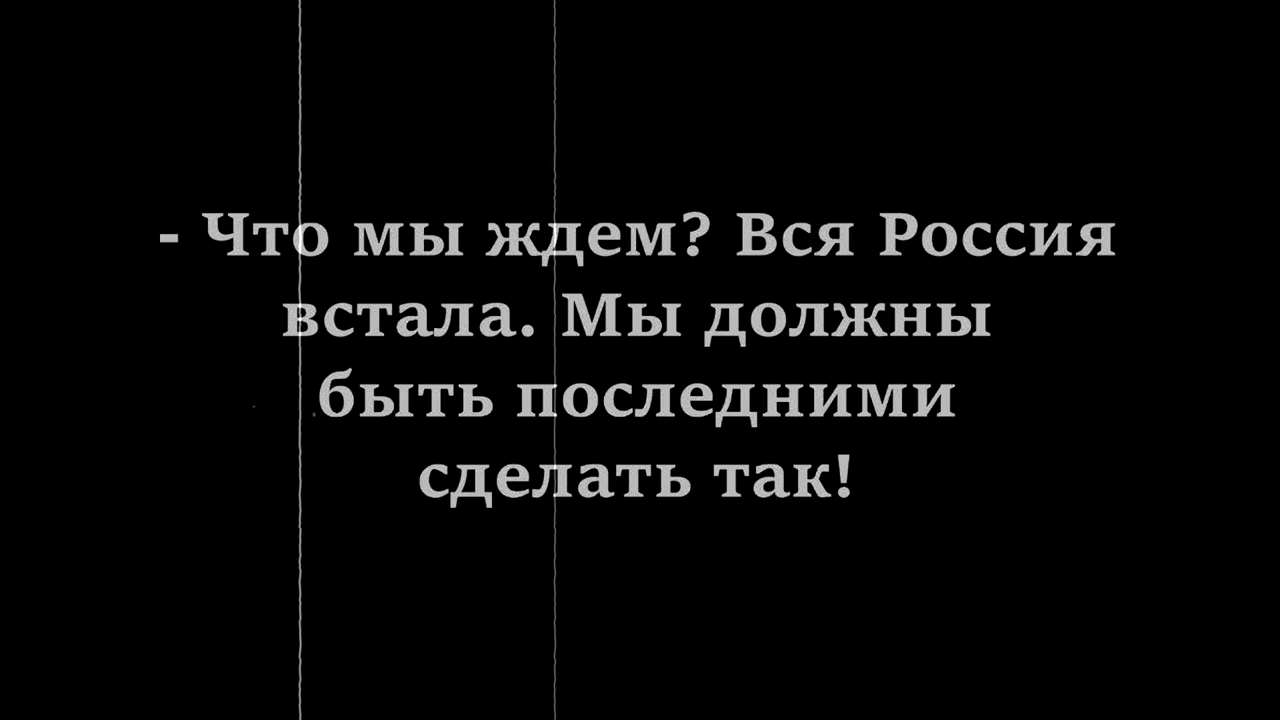 - Что мы ждем? Вся Россия
встала. Мы должны
быть последними
сделать так!